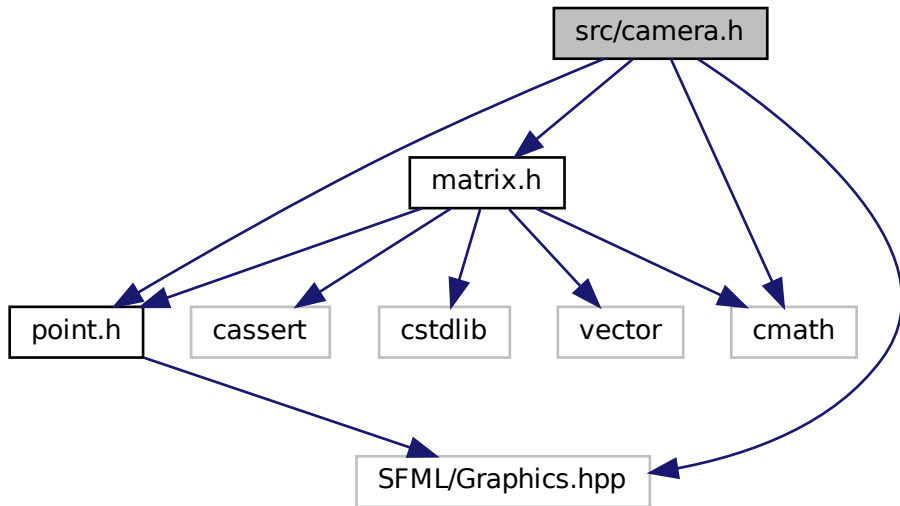 src/camera.h
matrix.h
point.h
cassert
cstdlib
vector
cmath
SFML/Graphics.hpp